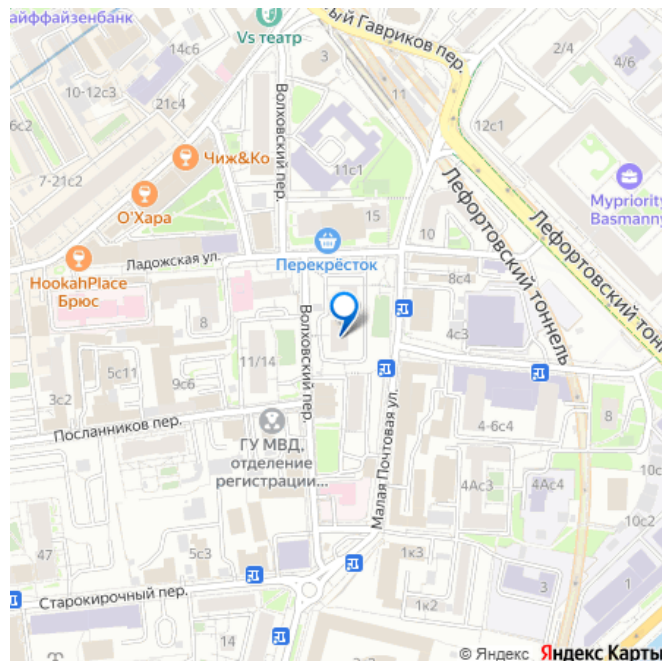 айффайзенбанк
Vs театр
ый Гавриков пер.
14с6
3
2/4
4/6
10-12с3
11
6с2
21с4
12с1
Волховский пер.
Чиж&Ко
11с1
7-21с2
Mypriority
Basmanny
О'Хара
15
Лефортовский тоннель
Лефортовский тонн
10
Ладожская ул.
Перекрёсток
HookahPlace
Брюс
8с4
8
Волховский пер.
4с3
11/14
5с11
9с6
3с2
8
Посланников пер.
4-6с4
ГУ МВД,
отделение
регистрации...
Малая Почтовая ул.
4Ас3
4Ас4
10с2
47
5с3
1к3
3
1
Старокирочный пер.
1к2
14
© Яндекс Яндекс Карты